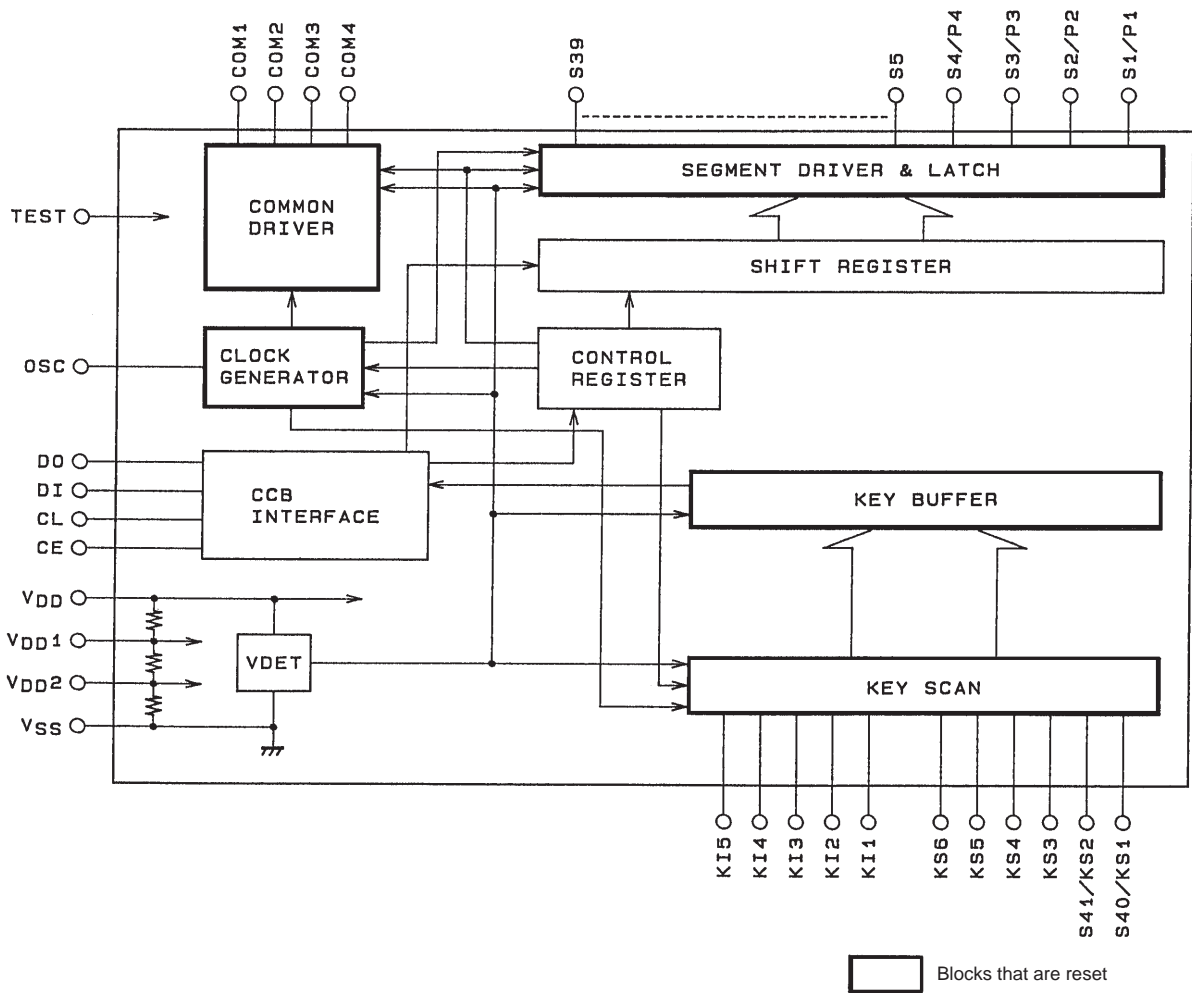 COM1
COM2
COM3
COM4
S39
S5
S4/P4
S3/P3
S2/P2
S1/P1
COMMON
DRIVER
SEGMENT DRIVER & LATCH
TEST
SHIFT REGISTER
OSC
CLOCK
GENERATOR
CONTROL
REGISTER
DO
DI
CL
CE
CCB
INTERFACE
KEY BUFFER
VDD
VDD1
VDD2
VSS
VDET
KEY SCAN
KI5
KI4
KI3
KI2
KI1
KS6
KS5
KS4
KS3
S41/KS2
S40/KS1
Blocks that are reset